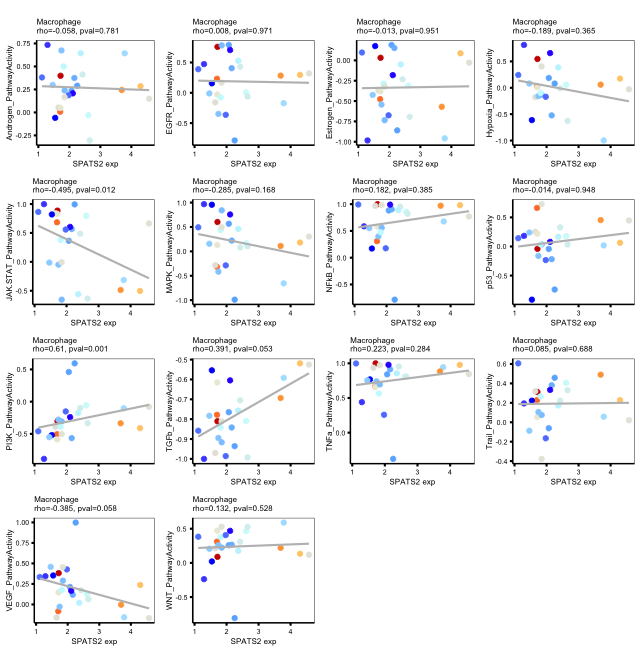 Macrophage
rho=-0.058, pval=0.781
Androgen_PathwayActivity
0.75
0.50
0.25
0.00
-0.25
1 2 3 4
SPATS2 exp
Macrophage
rho=0.008, pval=0.971
EGFR_PathwayActivity
0.5
0.0
-0.5
1 2 3 4
SPATS2 exp
Macrophage
rho=-0.013, pval=0.951
Estrogen_PathwayActivity
0.00
-0.25
-0.50
-0.75
-1.00
1 2 3 4
SPATS2 exp
Macrophage
rho=-0.189, pval=0.365
Hypoxia_PathwayActivity
0.5
0.0
-0.5
-1.0
1 2 3 4
SPATS2 exp
Macrophage
rho=-0.495, pval=0.012
JAK-STAT_PathwayActivity
1.0
0.5
0.0
-0.5
1 2 3 4
SPATS2 exp
Macrophage
rho=-0.285, pval=0.168
MAPK_PathwayActivity
1.0
0.5
0.0
-0.5
-1.0
1 2 3 4
SPATS2 exp
Macrophage
rho=0.182, pval=0.385
NFkB_PathwayActivity
1.0
0.5
0.0
-0.5
1 2 3 4
SPATS2 exp
Macrophage
rho=-0.014, pval=0.948
p53_PathwayActivity
0.5
0.0
-0.5
1 2 3 4
SPATS2 exp
Macrophage
rho=0.61, pval=0.001
PI3K_PathwayActivity
0.5
0.0
-0.5
1 2 3 4
SPATS2 exp
Macrophage
rho=0.391, pval=0.053
TGFb_PathwayActivity
-0.5
-0.6
-0.7
-0.8
-0.9
-1.0
1 2 3 4
SPATS2 exp
Macrophage
rho=0.223, pval=0.284
TNFa_PathwayActivity
1.0
0.5
0.0
1 2 3 4
SPATS2 exp
Macrophage
rho=0.085, pval=0.688
Trail_PathwayActivity
0.6
0.4
0.2
0.0
-0.2
-0.4
1 2 3 4
SPATS2 exp
Macrophage
rho=-0.385, pval=0.058
VEGF_PathwayActivity
1.00
0.75
0.50
0.25
0.00
1 2 3 4
SPATS2 exp
Macrophage
rho=0.132, pval=0.528
WNT_PathwayActivity
0.5
0.0
-0.5
1 2 3 4
SPATS2 exp